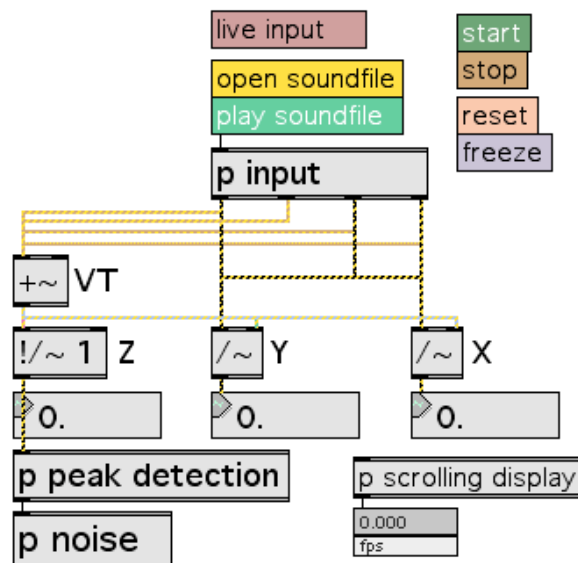 live input
start
open soundfile
stop
play soundfile
reset
p input
freeze
+~ VT
!/~ 1 Z
/~ Y
/~ X
0.
0.
0.
p peak detection
p scrolling display
0.000
p noise
fps